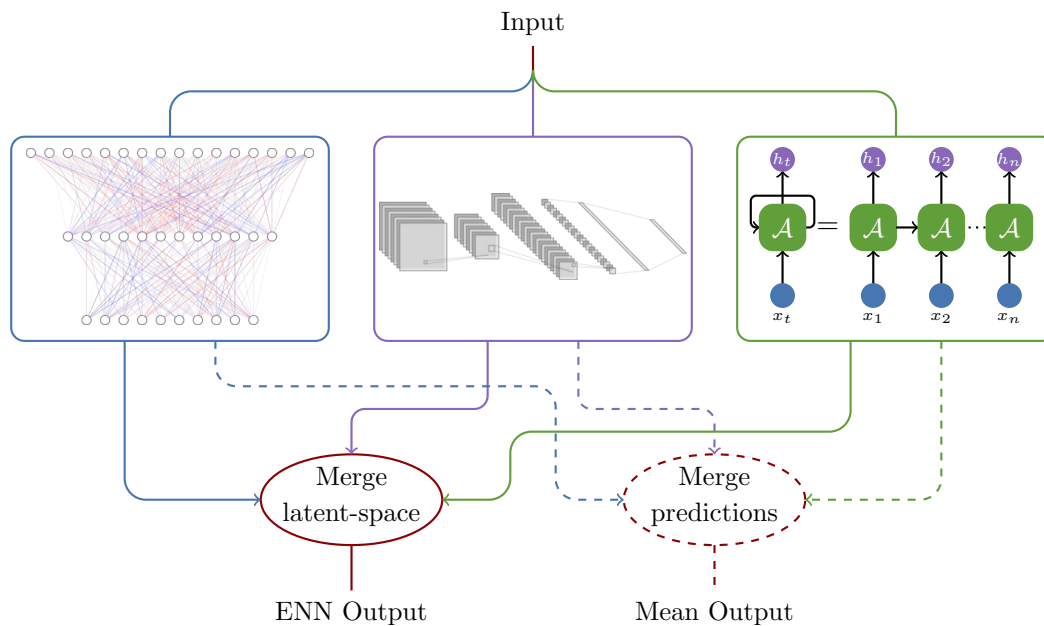 Input
h_t h_1 h_2 h_n
𝒜 = 𝒜 𝒜 ... 𝒜
x_t x_1 x_2 x_n
Merge
latent-space
Merge
predictions
ENN Output
Mean Output